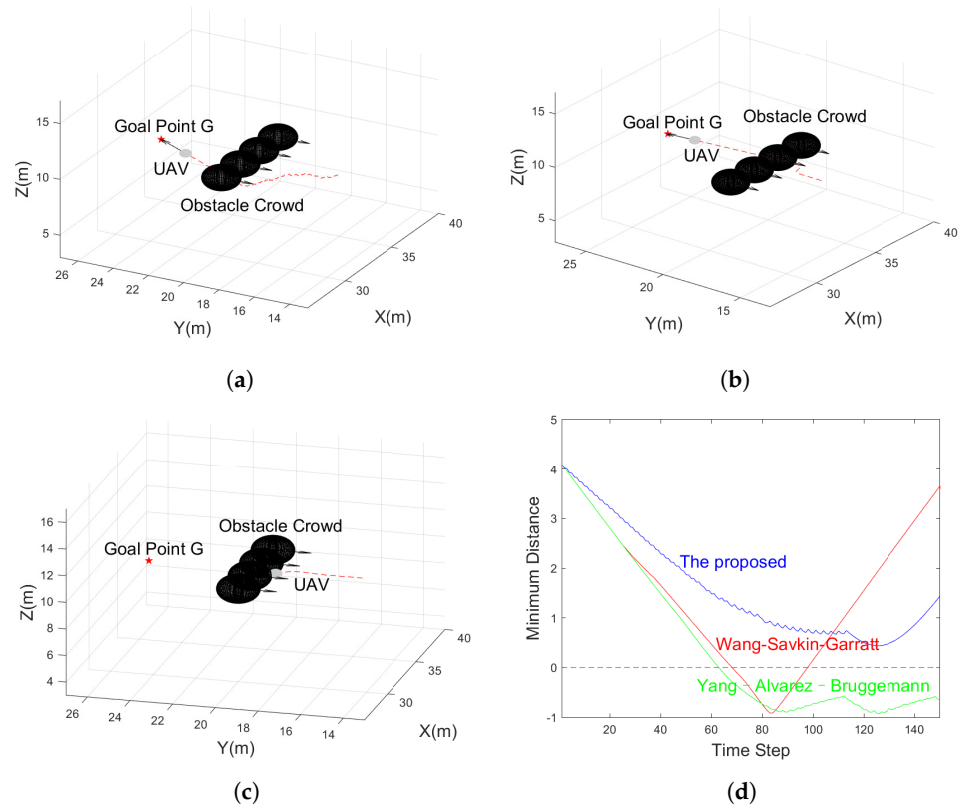 15
10
5
Z(m)
Goal Point G
UAV
Obstacle Crowd
26
24
22
20
18
16
14
Y(m)
30
35
40
X(m)
(a)
15
10
5
Z(m)
Goal Point G
UAV
Obstacle Crowd
25
20
15
Y(m)
30
35
40
X(m)
(b)
16
14
12
10
8
6
4
Z(m)
Obstacle Crowd
Goal Point G
UAV
26
24
22
20
18
16
14
Y(m)
30
35
40
X(m)
(c)
5
4
3
2
1
0
-1
Minimum Distance
The proposed
Wang-Savkin-Garratt
Yang - Alvarez - Bruggemann
20
40
60
80
100
120
140
Time Step
(d)